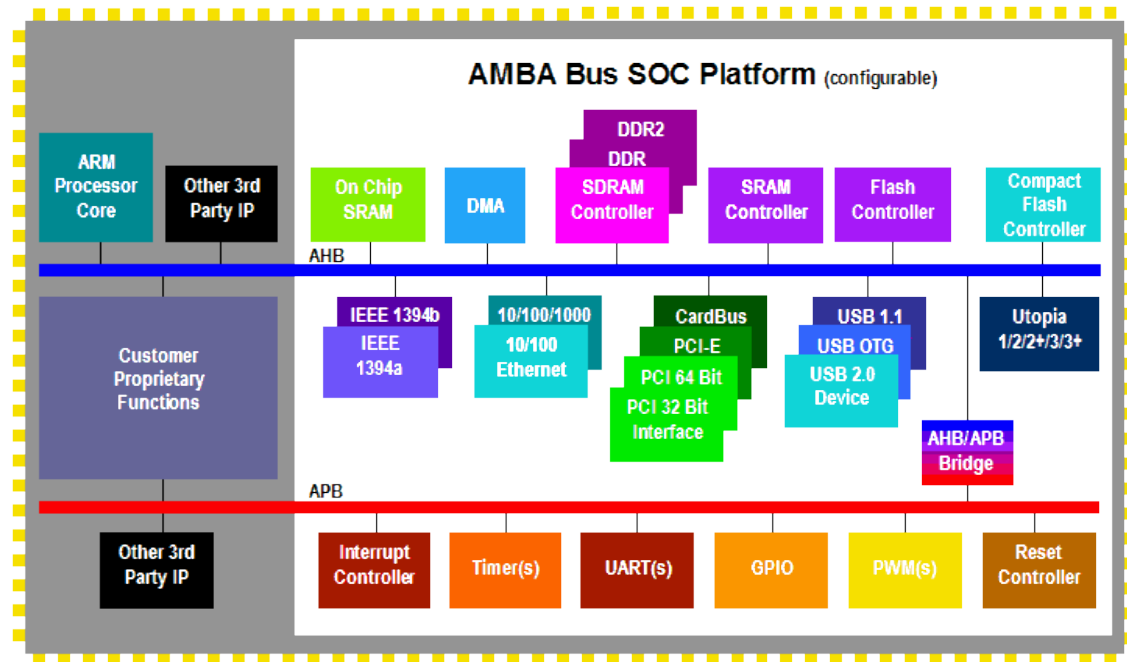 AMBA Bus SOC Platform (configurable)
ARM
Processor
Core
Other 3rd
Party IP
On Chip
SRAM
DMA
DDR2
DDR
SDRAM
Controller
SRAM
Controller
Flash
Controller
Compact
Flash
Controller
AHB
Customer
Proprietary
Functions
IEEE 1394b
IEEE
1394a
10/100/1000
10/100
Ethernet
CardBus
PCI-E
PCI 64 Bit
PCI 32 Bit
Interface
USB 1.1
USB OTG
USB 2.0
Device
Utopia
1/2/2+/3/3+
AHB/APB
Bridge
APB
Other 3rd
Party IP
Interrupt
Controller
Timer(s)
UART(s)
GPIO
PWM(s)
Reset
Controller